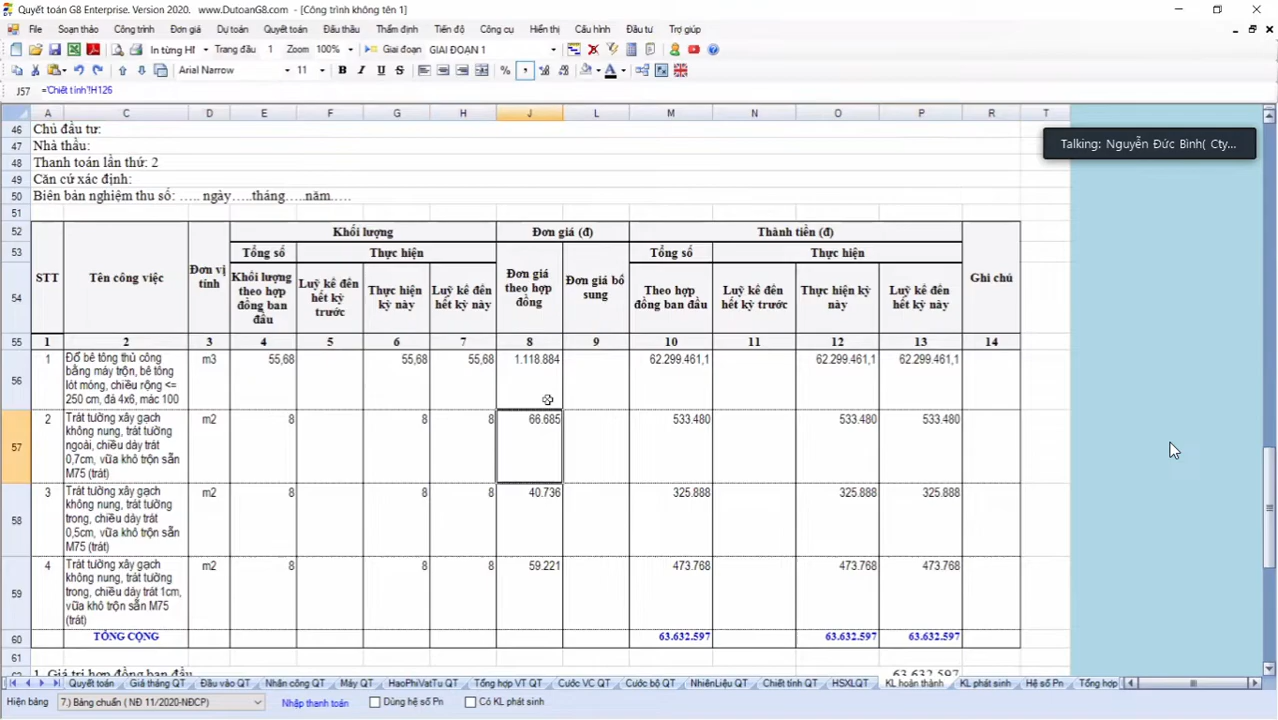 Quyết toán G8 Enterprise. Version 2020. www.DutoanG8.com - [Công trình không tên 1]
File Soạn thảo Công trình Đơn giá Dự toán Quyết toán Đấu thầu Thẩm định Tiến độ Công cụ Hiển thị Cấu hình Đầu tư Trợ giúp
In từng HM Trang đầu 1 Zoom 100% Giai đoạn GIAI ĐOẠN 1
Arial Narrow 11 B I U S %
J57 ='Chiết tính'!H126
A C D E F G H J L M N O P R T
Talking: Nguyễn Đức Bình( Cty...
46 Chủ đầu tư:
47 Nhà thầu:
48 Thanh toán lần thứ: 2
49 Căn cứ xác định:
50 Biên bản nghiệm thu số: ….. ngày…..tháng…..năm…..
51
52 Khối lượng Đơn giá (đ) Thành tiền (đ)
53 Tổng số Thực hiện Tổng số Thực hiện
54 STT Tên công việc Đơn vị tính Khối lượng theo hợp đồng ban đầu Luỹ kế đến hết kỳ trước Thực hiện kỳ này Luỹ kế đến hết kỳ này Đơn giá theo hợp đồng Đơn giá bổ sung Theo hợp đồng ban đầu Luỹ kế đến hết kỳ trước Thực hiện kỳ này Luỹ kế đến hết kỳ này Ghi chú
55 1 2 3 4 5 6 7 8 9 10 11 12 13 14
56 1 Đổ bê tông thủ công bằng máy trộn, bê tông lót móng, chiều rộng <= 250 cm, đá 4x6, mác 100 m3 55,68 55,68 55,68 1.118.884 62.299.461,1 62.299.461,1 62.299.461,1
57 2 Trát tường xây gạch không nung, trát tường ngoài, chiều dày trát 0,7cm, vữa khô trộn sẵn M75 (trát) m2 8 8 8 66.685 533.480 533.480 533.480
58 3 Trát tường xây gạch không nung, trát tường trong, chiều dày trát 0,5cm, vữa khô trộn sẵn M75 (trát) m2 8 8 8 40.736 325.888 325.888 325.888
59 4 Trát tường xây gạch không nung, trát tường trong, chiều dày trát 1cm, vữa khô trộn sẵn M75 (trát) m2 8 8 8 59.221 473.768 473.768 473.768
60 TỔNG CỘNG 63.632.597 63.632.597 63.632.597
61
1. Giá trị hợp đồng ban đầu 63.632.597
Quyết toán Giá tháng QT Đầu vào QT Nhân công QT Máy QT HaoPhiVatTu QT Tổng hợp VT QT Cước VC QT Cước bộ QT NhiênLiệu QT Chiết tính QT HSXLQT KL hoàn thành KL phát sinh Hệ số Pn Tổng hợp
Hiện bảng 7.) Bảng chuẩn ( NĐ 11/2020-NĐCP) Nhập thanh toán Dùng hệ số Pn Có KL phát sinh